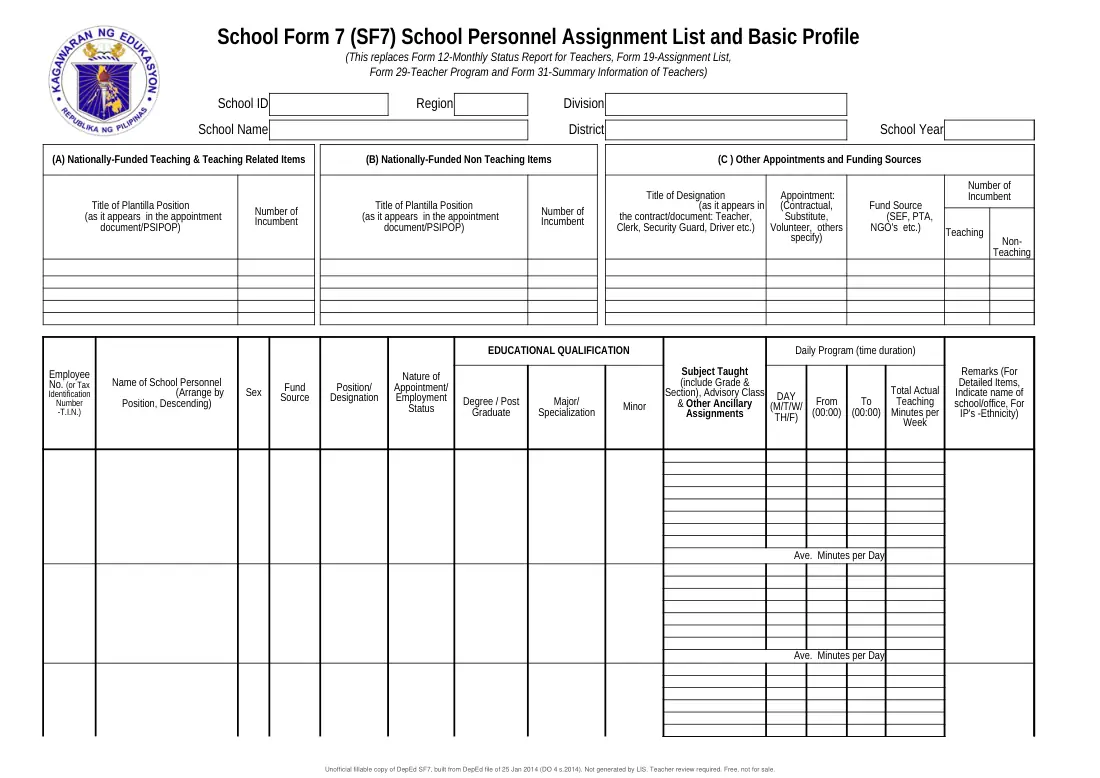 School Form 7 (SF7) School Personnel Assignment List and Basic Profile
(This replaces Form 12-Monthly Status Report for Teachers, Form 19-Assignment List,
Form 29-Teacher Program and Form 31-Summary Information of Teachers)
KAGAWARAN NG EDUKASYON
REPUBLIKA NG PILIPINAS
School ID
Region
Division
School Name
District
School Year
(A) Nationally-Funded Teaching & Teaching Related Items
Title of Plantilla Position
(as it appears in the appointment
document/PSIPOP)
Number of
Incumbent
(B) Nationally-Funded Non Teaching Items
Title of Plantilla Position
(as it appears in the appointment
document/PSIPOP)
Number of
Incumbent
(C ) Other Appointments and Funding Sources
Title of Designation
(as it appears in
the contract/document: Teacher,
Clerk, Security Guard, Driver etc.)
Appointment:
(Contractual,
Substitute,
Volunteer, others
specify)
Fund Source
(SEF, PTA,
NGO's etc.)
Number of
Incumbent
Teaching
Non-
Teaching
Employee
No. (or Tax
Identification
Number
-T.I.N.)
Name of School Personnel
(Arrange by
Position, Descending)
Sex
Fund
Source
Position/
Designation
Nature of
Appointment/
Employment
Status
EDUCATIONAL QUALIFICATION
Degree / Post
Graduate
Major/
Specialization
Minor
Subject Taught
(include Grade &
Section), Advisory Class
& Other Ancillary
Assignments
Daily Program (time duration)
DAY
(M/T/W/
TH/F)
From
(00:00)
To
(00:00)
Total Actual
Teaching
Minutes per
Week
Remarks (For
Detailed Items,
Indicate name of
school/office, For
IP's -Ethnicity)
Ave. Minutes per Day
Ave. Minutes per Day
Unofficial fillable copy of DepEd SF7, built from DepEd file of 25 Jan 2014 (DO 4 s.2014). Not generated by LIS. Teacher review required. Free, not for sale.